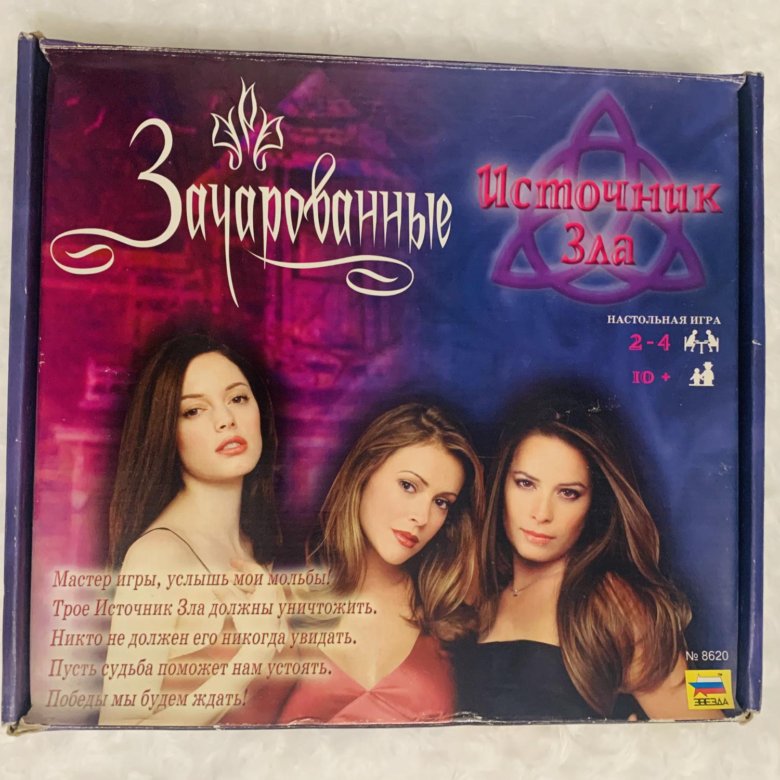 Зачарованные
Источник
Зла
НАСТОЛЬНАЯ ИГРА
2-4
10 +
Мастер игры, услышь мои мольбы!
Трое Источник Зла должны уничтожить.
Никто не должен его никогда увидать.
Пусть судьба поможет нам устоять.
Победы мы будем ждать!
№ 8620
ЗВЕЗДА